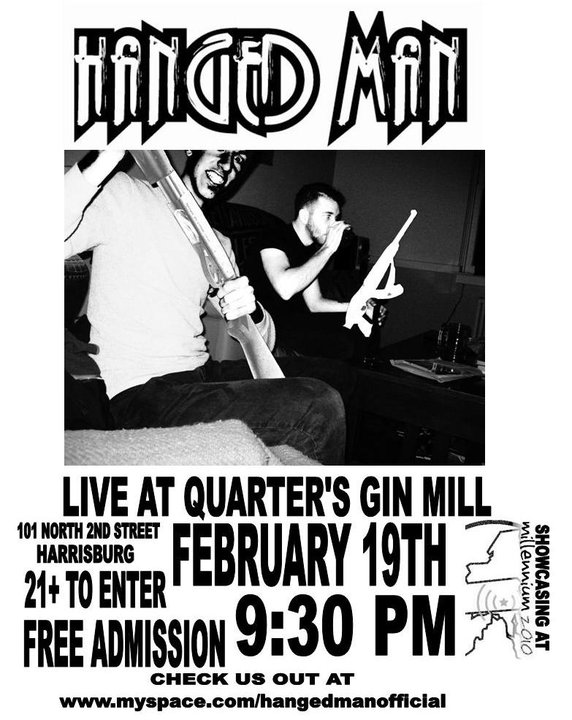 HANGED MAN
LIVE AT QUARTER'S GIN MILL
101 NORTH 2ND STREET
HARRISBURG
21+ TO ENTER
FREE ADMISSION
FEBRUARY 19TH
9:30 PM
SHOWCASING AT
millennium 2010
CHECK US OUT AT
www.myspace.com/hangedmanofficial